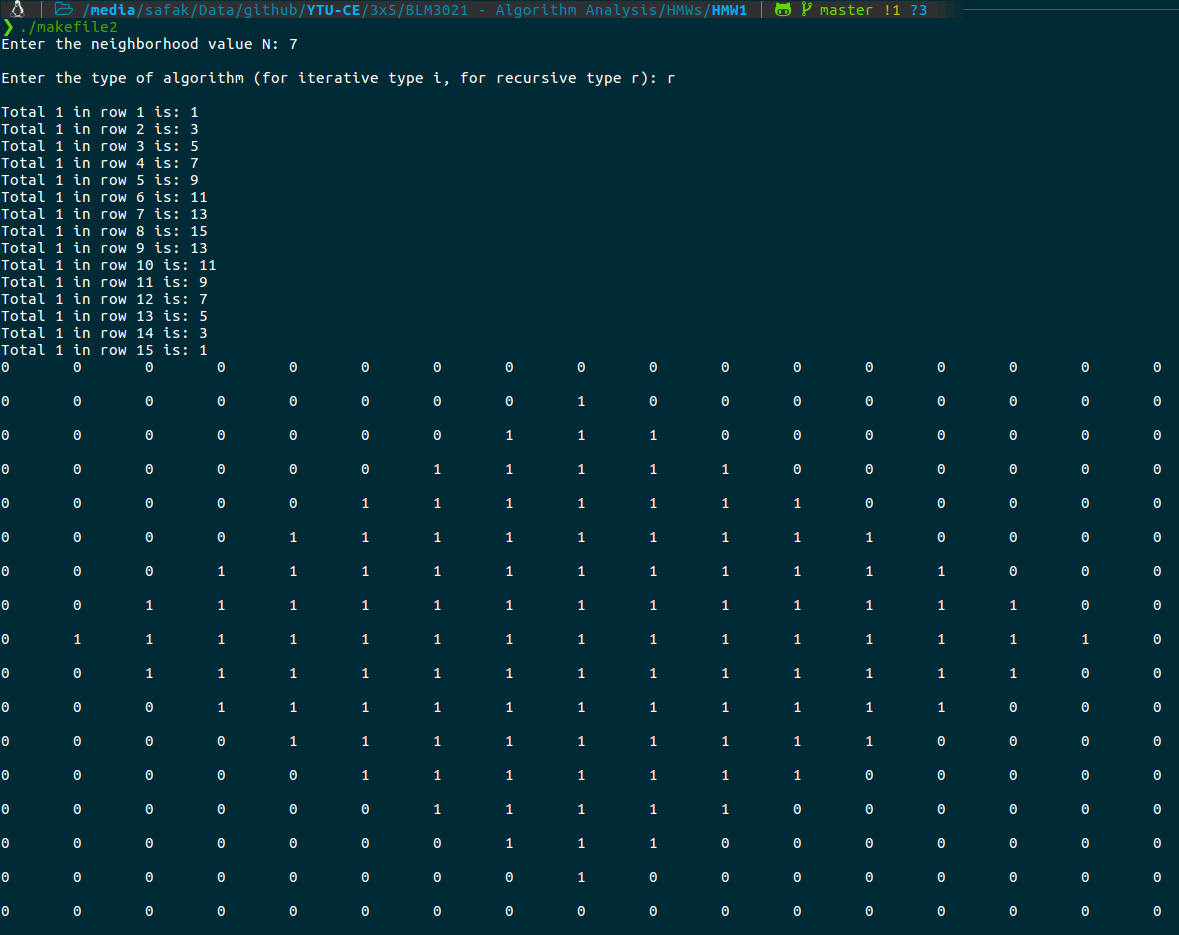 /media/safak/Data/github/YTU-CE/3x5/BLM3021 - Algorithm Analysis/HMWs/HMW1 master !1 ?3
❯ ./makefile2
Enter the neighborhood value N: 7
Enter the type of algorithm (for iterative type i, for recursive type r): r
Total 1 in row 1 is: 1
Total 1 in row 2 is: 3
Total 1 in row 3 is: 5
Total 1 in row 4 is: 7
Total 1 in row 5 is: 9
Total 1 in row 6 is: 11
Total 1 in row 7 is: 13
Total 1 in row 8 is: 15
Total 1 in row 9 is: 13
Total 1 in row 10 is: 11
Total 1 in row 11 is: 9
Total 1 in row 12 is: 7
Total 1 in row 13 is: 5
Total 1 in row 14 is: 3
Total 1 in row 15 is: 1
0 0 0 0 0 0 0 0 0 0 0 0 0 0 0 0 0
0 0 0 0 0 0 0 0 1 0 0 0 0 0 0 0 0
0 0 0 0 0 0 0 1 1 1 0 0 0 0 0 0 0
0 0 0 0 0 0 1 1 1 1 1 0 0 0 0 0 0
0 0 0 0 0 1 1 1 1 1 1 1 0 0 0 0 0
0 0 0 0 1 1 1 1 1 1 1 1 1 0 0 0 0
0 0 0 1 1 1 1 1 1 1 1 1 1 1 0 0 0
0 0 1 1 1 1 1 1 1 1 1 1 1 1 1 0 0
0 1 1 1 1 1 1 1 1 1 1 1 1 1 1 1 0
0 0 1 1 1 1 1 1 1 1 1 1 1 1 1 0 0
0 0 0 1 1 1 1 1 1 1 1 1 1 1 0 0 0
0 0 0 0 1 1 1 1 1 1 1 1 1 0 0 0 0
0 0 0 0 0 1 1 1 1 1 1 1 0 0 0 0 0
0 0 0 0 0 0 1 1 1 1 1 0 0 0 0 0 0
0 0 0 0 0 0 0 1 1 1 0 0 0 0 0 0 0
0 0 0 0 0 0 0 0 1 0 0 0 0 0 0 0 0
0 0 0 0 0 0 0 0 0 0 0 0 0 0 0 0 0